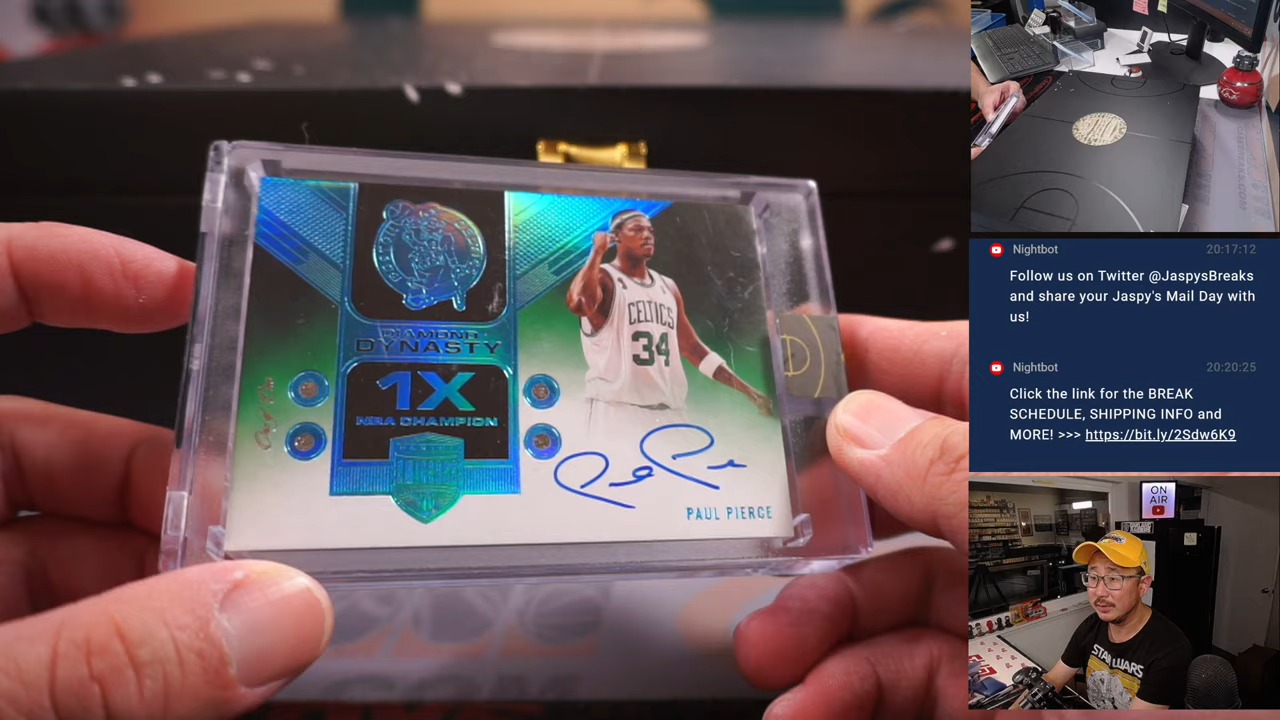 DIAMOND
DYNASTY
1X
NBA CHAMPION
CELTICS
34
PAUL PIERCE
Nightbot 20:17:12
Follow us on Twitter @JaspysBreaks
and share your Jaspy's Mail Day with
us!
Nightbot 20:20:25
Click the link for the BREAK
SCHEDULE, SHIPPING INFO and
MORE! >>> https://bit.ly/2Sdw6K9
ON
AIR
STAR WARS